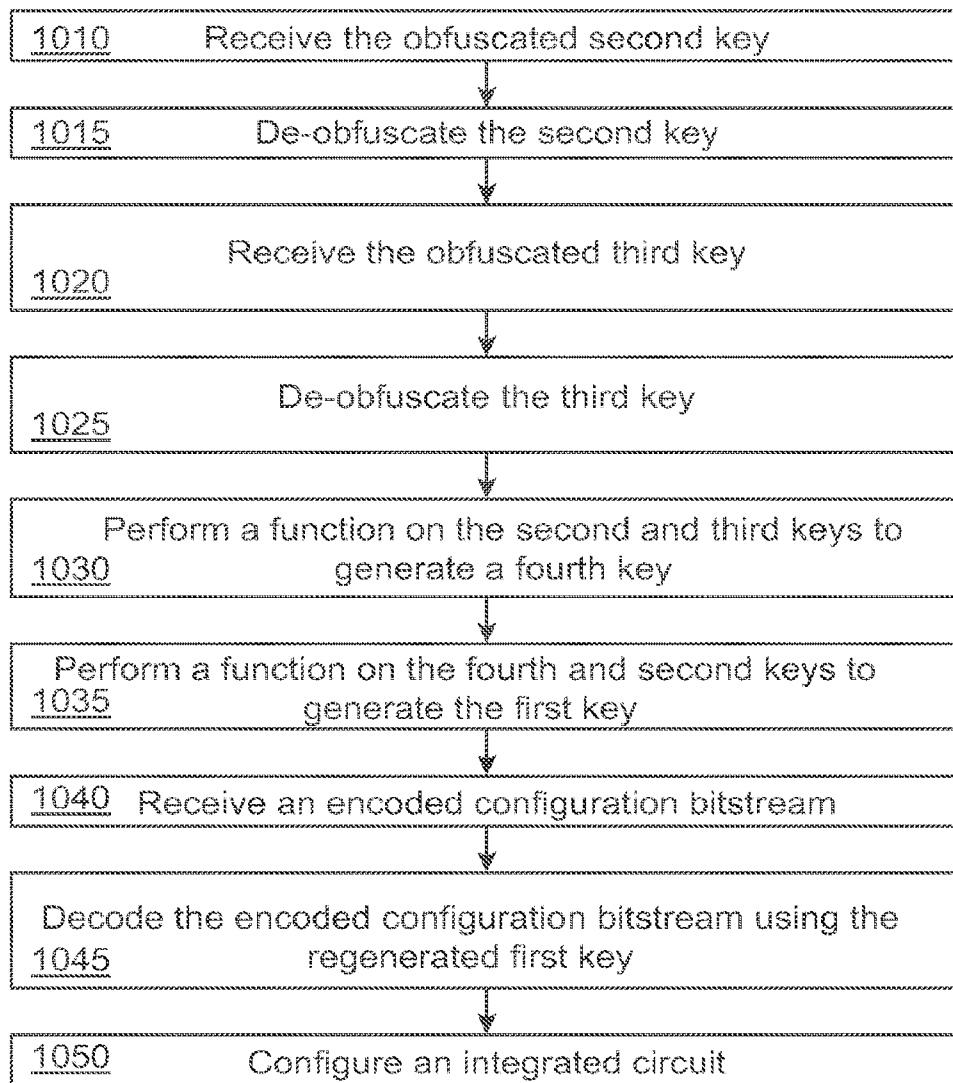 1010 Receive the obfuscated second key
1015 De-obfuscate the second key
Receive the obfuscated third key
1020
De-obfuscate the third key
1025
Perform a function on the second and third keys to
1030 generate a fourth key
Perform a function on the fourth and second keys to
1035 generate the first key
1040 Receive an encoded configuration bitstream
Decode the encoded configuration bitstream using the
1045 regenerated first key
1050 Configure an integrated circuit